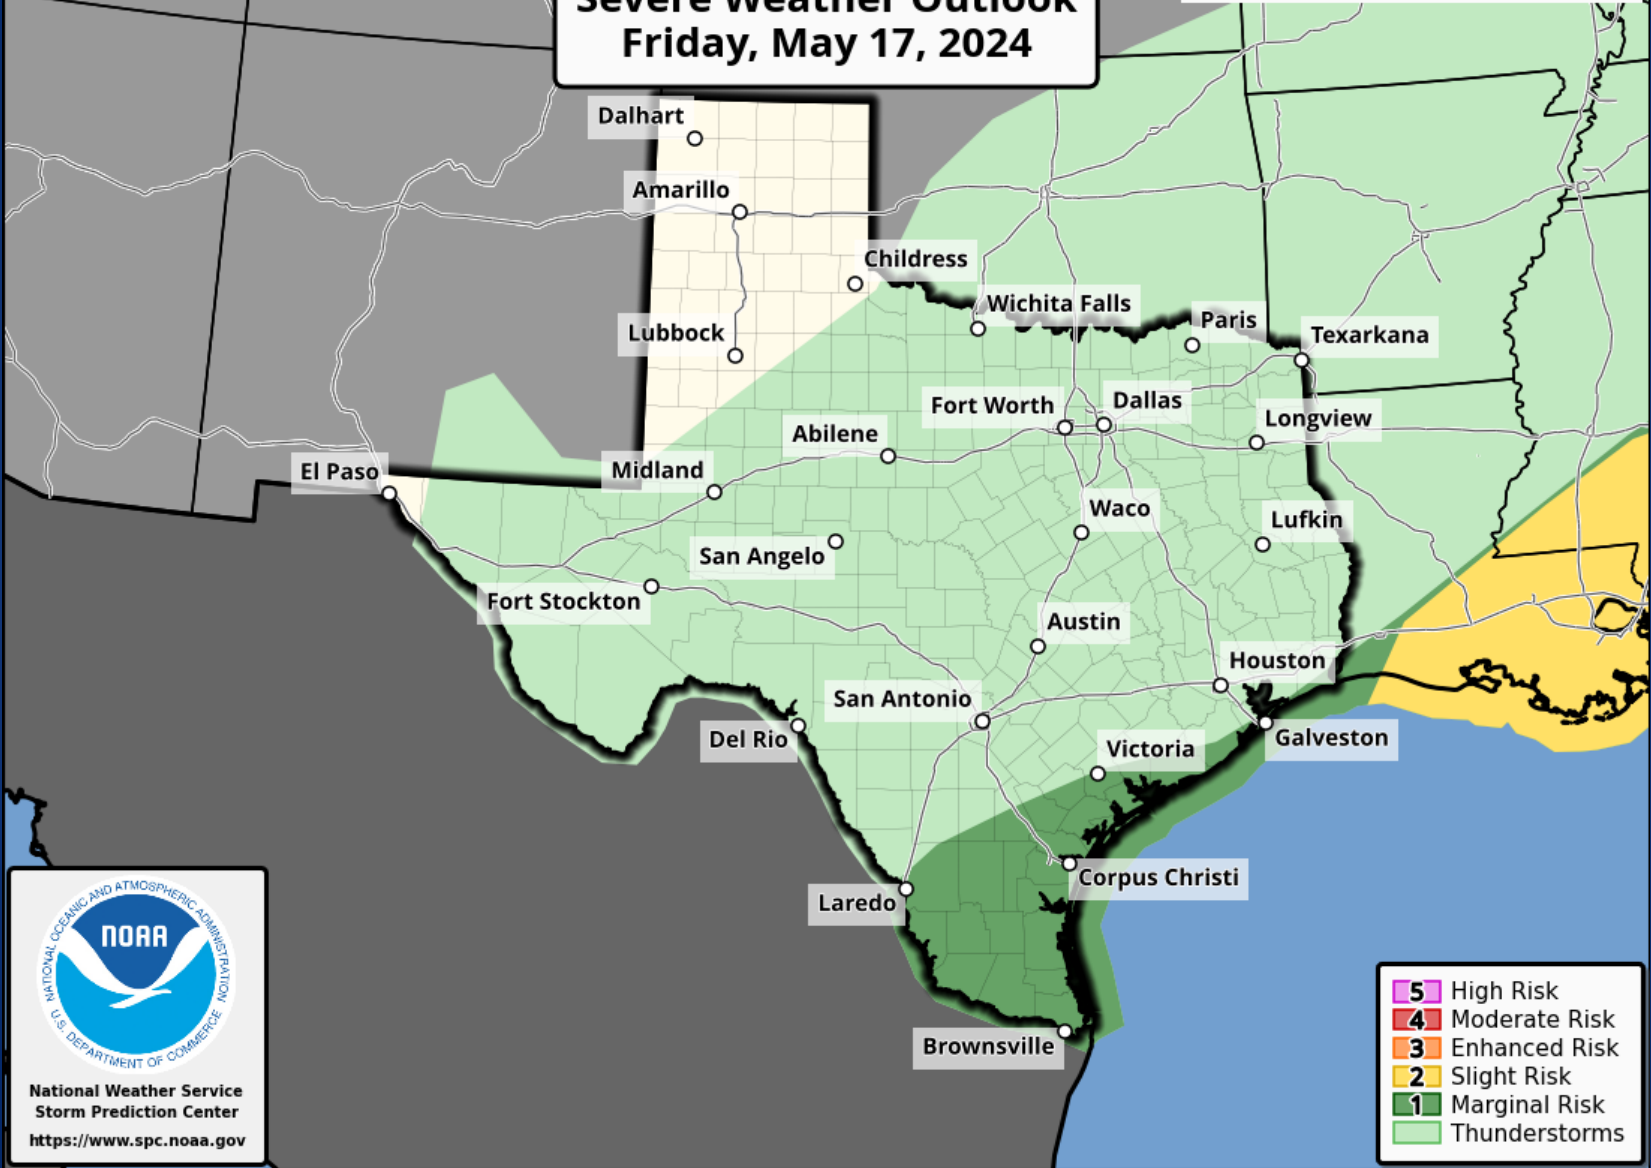 Severe Weather Outlook
Friday, May 17, 2024
Dalhart
Amarillo
Childress
Wichita Falls
Paris
Texarkana
Lubbock
Fort Worth
Dallas
Longview
Abilene
El Paso
Midland
Waco
Lufkin
San Angelo
Fort Stockton
Austin
Houston
San Antonio
Del Rio
Victoria
Galveston
Corpus Christi
Laredo
Brownsville
NATIONAL OCEANIC AND ATMOSPHERIC ADMINISTRATION
NOAA
U.S. DEPARTMENT OF COMMERCE
National Weather Service
Storm Prediction Center
https://www.spc.noaa.gov
5 High Risk
4 Moderate Risk
3 Enhanced Risk
2 Slight Risk
1 Marginal Risk
Thunderstorms